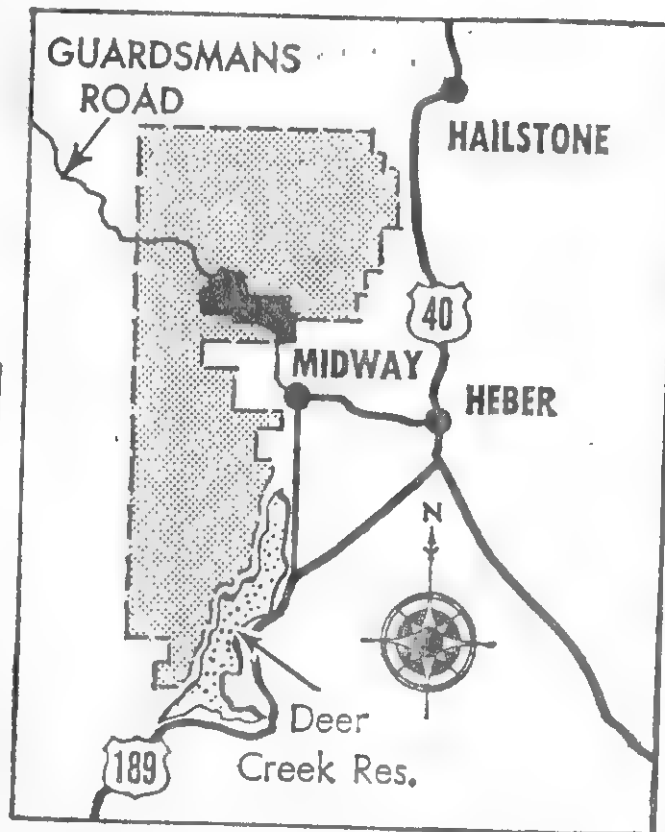 GUARDSMANS
ROAD
HAILSTONE
40
MIDWAY
HEBER
N
Deer
Creek Res.
189